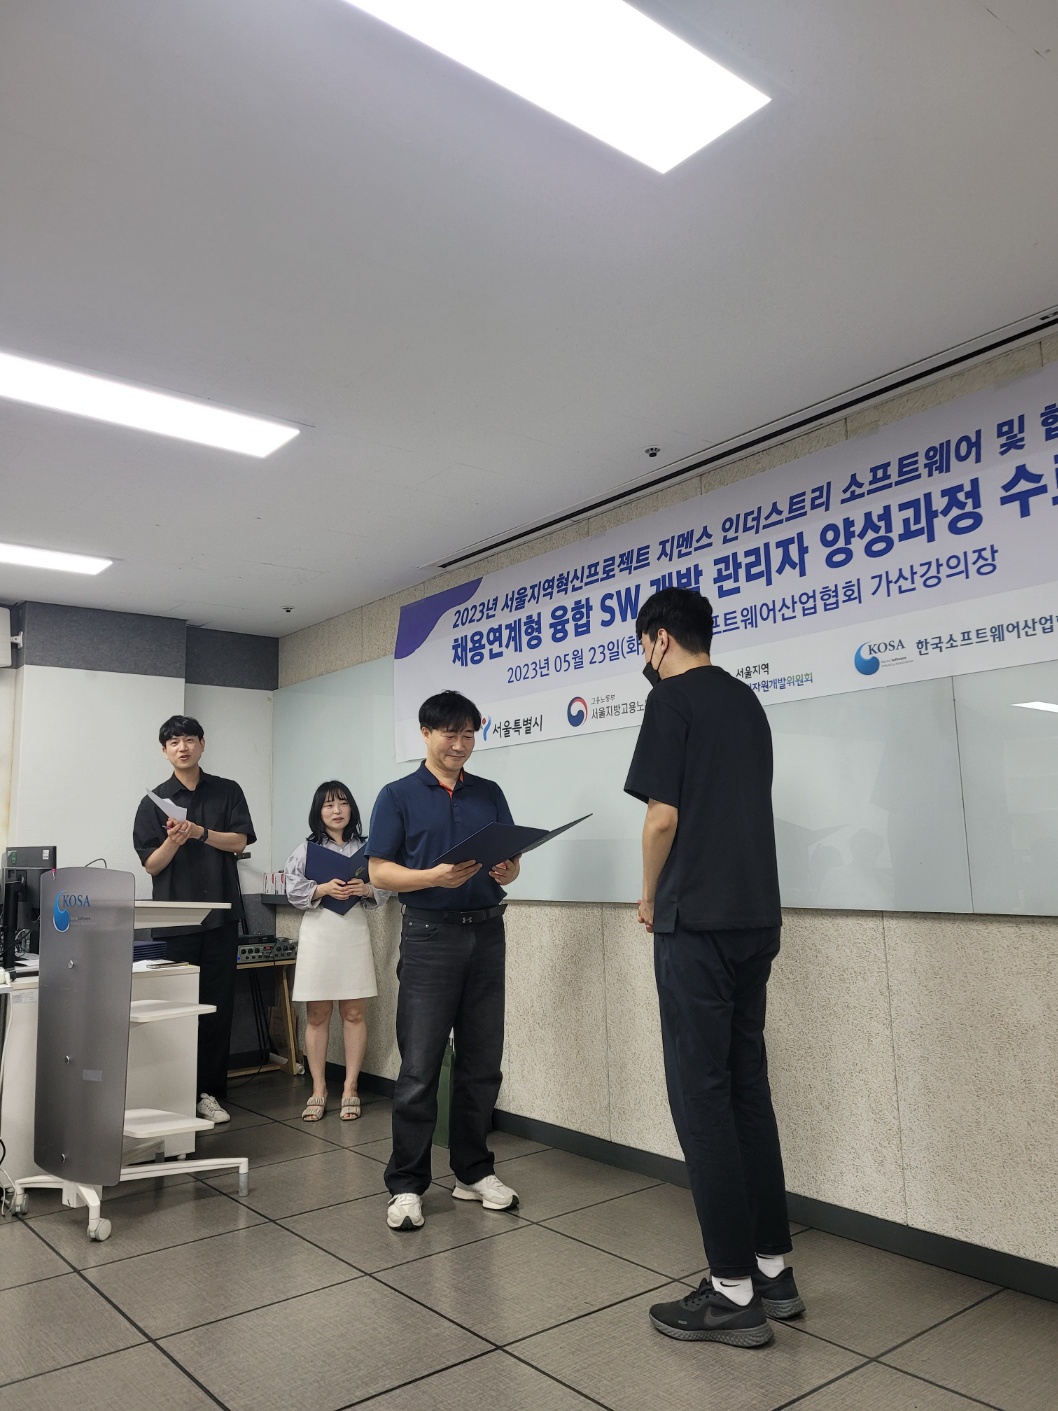 2023년 서울지역혁신프로젝트 지멘스 인더스트리 소프트웨어 및 협
채용연계형 융합 SW 개발 관리자 양성과정 수료
2023년 05월 23일(화) 소프트웨어산업협회 가산강의장
서울특별시
고용노동부
서울지방고용노
서울지역
자원개발위원회
KOSA
한국소프트웨어산업
KOSA